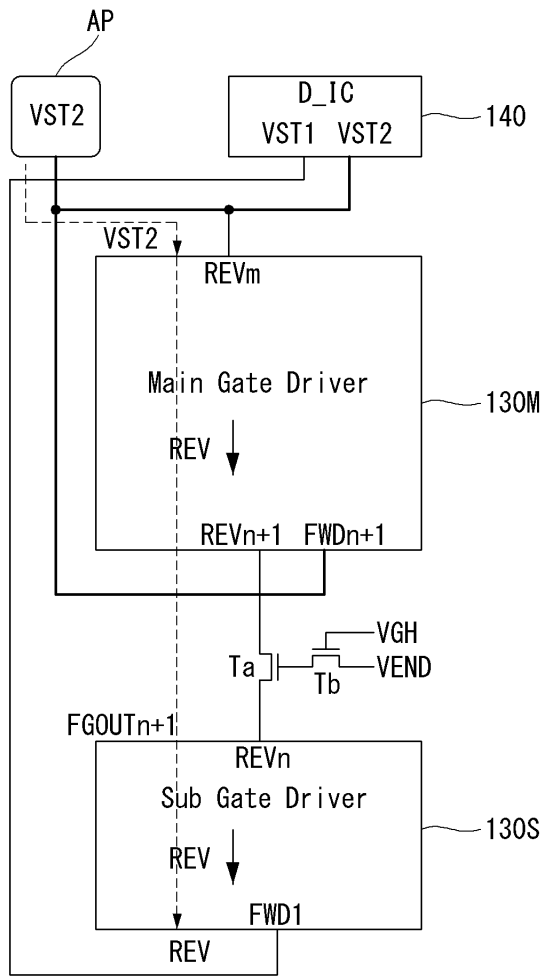 AP
VST2
D_IC
VST1 VST2
140
VST2
REVm
Main Gate Driver
130M
REV
REVn+1 FWDn+1
VGH
Ta
Tb
VEND
FGOUTn+1
REVn
Sub Gate Driver
130S
REV
FWD1
REV